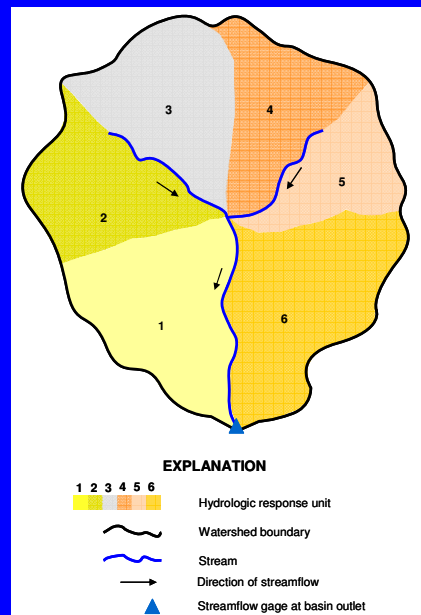 3
4
5
2
1
6
EXPLANATION
1 2 3 4 5 6
Hydrologic response unit
Watershed boundary
Stream
Direction of streamflow
Streamflow gage at basin outlet